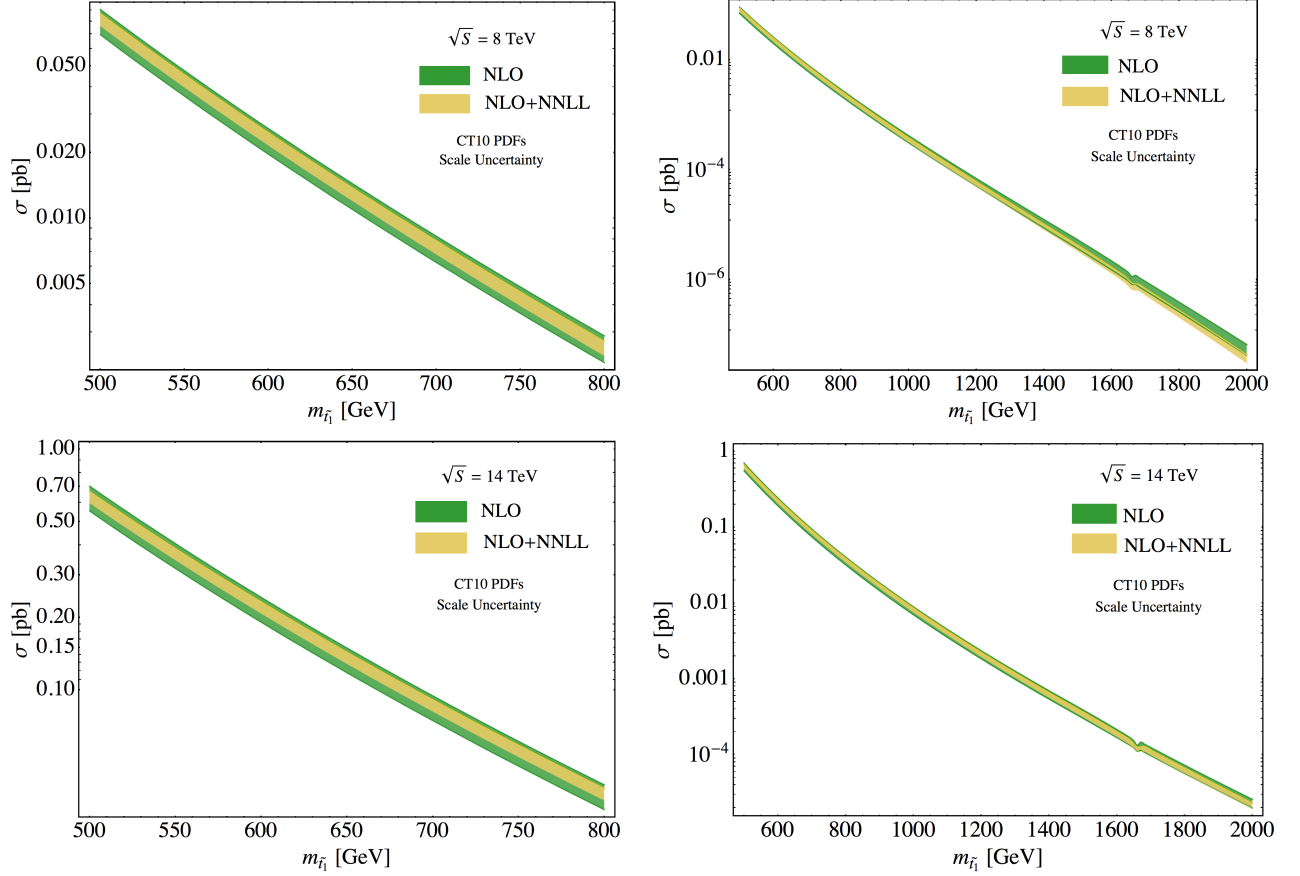 √S = 8 TeV
NLO
NLO+NNLL
CT10 PDFs
Scale Uncertainty
0.050
0.020
0.010
0.005
σ [pb]
500 550 600 650 700 750 800
m_{t̃₁} [GeV]
√S = 8 TeV
NLO
NLO+NNLL
CT10 PDFs
Scale Uncertainty
0.01
10⁻⁴
10⁻⁶
σ [pb]
600 800 1000 1200 1400 1600 1800 2000
m_{t̃₁} [GeV]
√S = 14 TeV
NLO
NLO+NNLL
CT10 PDFs
Scale Uncertainty
1.00
0.70
0.50
0.30
0.20
0.15
0.10
σ [pb]
500 550 600 650 700 750 800
m_{t̃₁} [GeV]
√S = 14 TeV
NLO
NLO+NNLL
CT10 PDFs
Scale Uncertainty
1
0.1
0.01
0.001
10⁻⁴
σ [pb]
600 800 1000 1200 1400 1600 1800 2000
m_{t̃₁} [GeV]